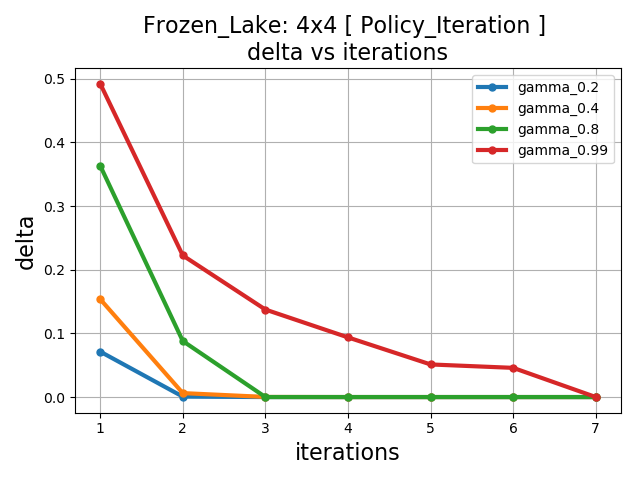 Frozen_Lake: 4x4 [ Policy_Iteration ]
delta vs iterations
gamma_0.2
gamma_0.4
gamma_0.8
gamma_0.99
delta
0.5
0.4
0.3
0.2
0.1
0.0
1 2 3 4 5 6 7
iterations